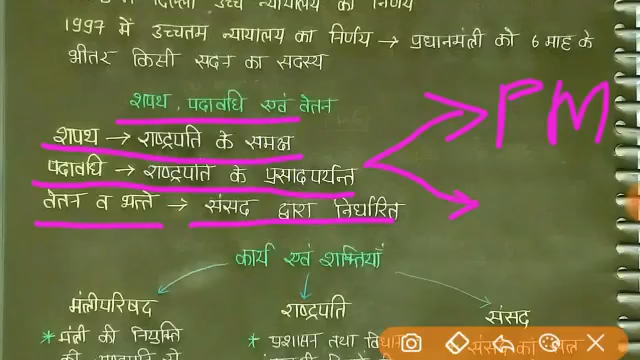 दिल्ली उच्च न्यायालय का निर्णय
1997 में उच्चतम न्यायालय का निर्णय → प्रधानमंत्री को 6 माह के
भीतर किसी सदन का सदस्य
शपथ, पदावधि एवं वेतन
शपथ → राष्ट्रपति के समक्ष
पदावधि → राष्ट्रपति के प्रसादपर्यन्त
वेतन व भत्ते → संसद द्वारा निर्धारित
PM
कार्य एवं शक्तियाँ
मंत्रीपरिषद राष्ट्रपति संसद
* मंत्री की नियुक्ति * प्रशासन तथा